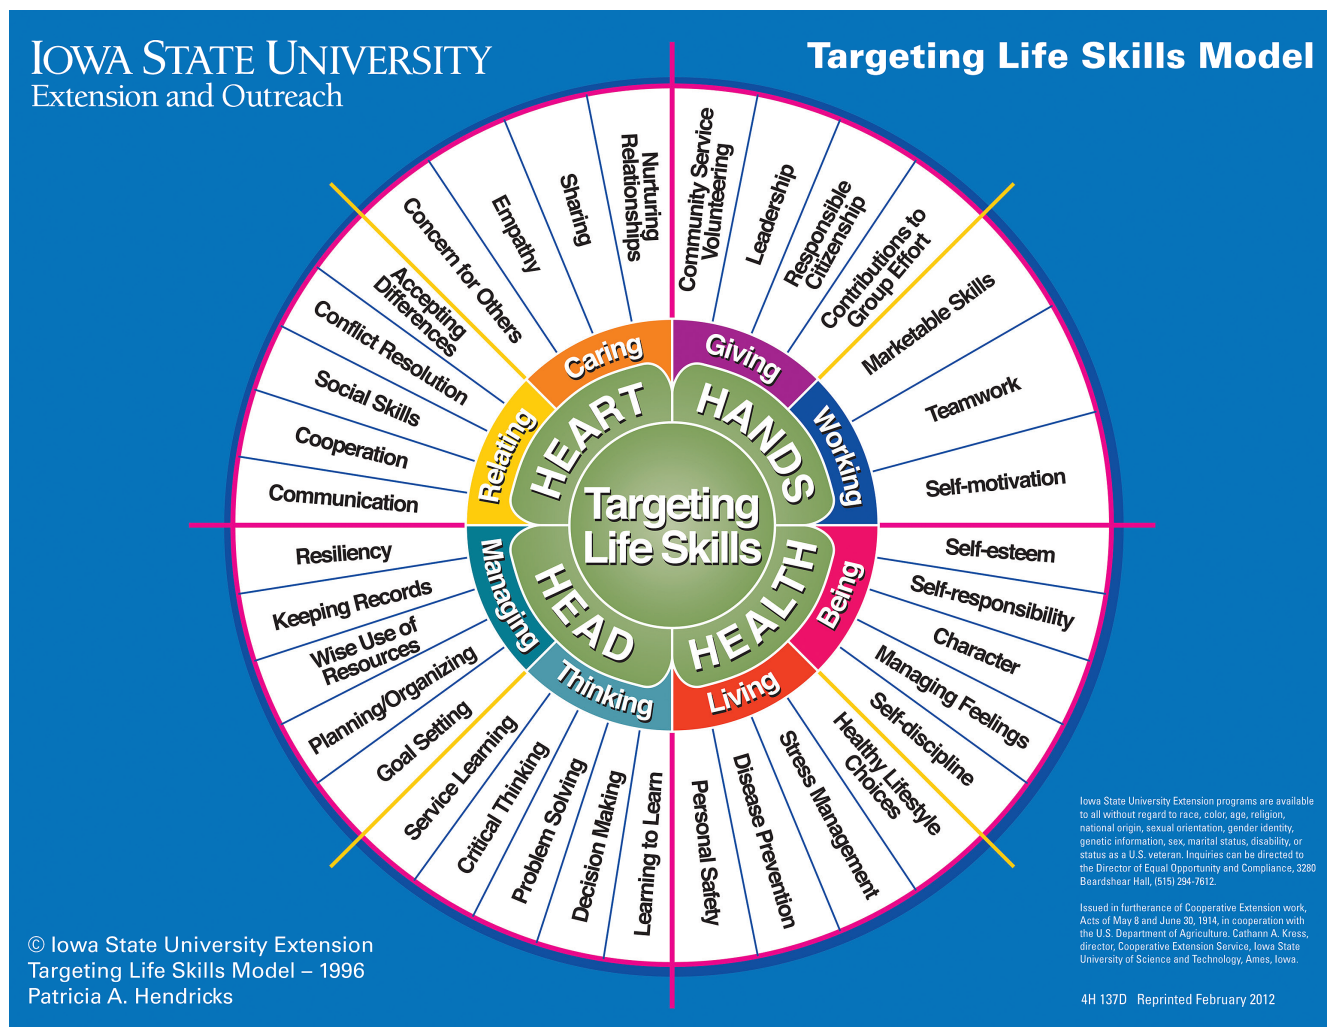 IOWA STATE UNIVERSITY
Extension and Outreach
Targeting Life Skills Model
Nurturing
Relationships
Sharing
Empathy
Concern for Others
Accepting
Differences
Conflict Resolution
Social Skills
Cooperation
Communication
Community Service
Volunteering
Leadership
Responsible
Citizenship
Contributions to
Group Effort
Marketable Skills
Teamwork
Self-motivation
Caring
Giving
Relating
Working
HEART
HANDS
Targeting
Life Skills
HEAD
HEALTH
Managing
Being
Thinking
Living
Resiliency
Keeping Records
Wise Use of
Resources
Planning/Organizing
Goal Setting
Service Learning
Critical Thinking
Problem Solving
Decision Making
Learning to Learn
Self-esteem
Self-responsibility
Character
Managing Feelings
Self-discipline
Healthy Lifestyle
Choices
Stress Management
Disease Prevention
Personal Safety
© Iowa State University Extension
Targeting Life Skills Model – 1996
Patricia A. Hendricks
Iowa State University Extension programs are available
to all without regard to race, color, age, religion,
national origin, sexual orientation, gender identity,
genetic information, sex, marital status, disability, or
status as a U.S. veteran. Inquiries can be directed to
the Director of Equal Opportunity and Compliance, 3280
Beardshear Hall, (515) 294-7612.
Issued in furtherance of Cooperative Extension work,
Acts of May 8 and June 30, 1914, in cooperation with
the U.S. Department of Agriculture. Cathann A. Kress,
director, Cooperative Extension Service, Iowa State
University of Science and Technology, Ames, Iowa.
4H 137D Reprinted February 2012